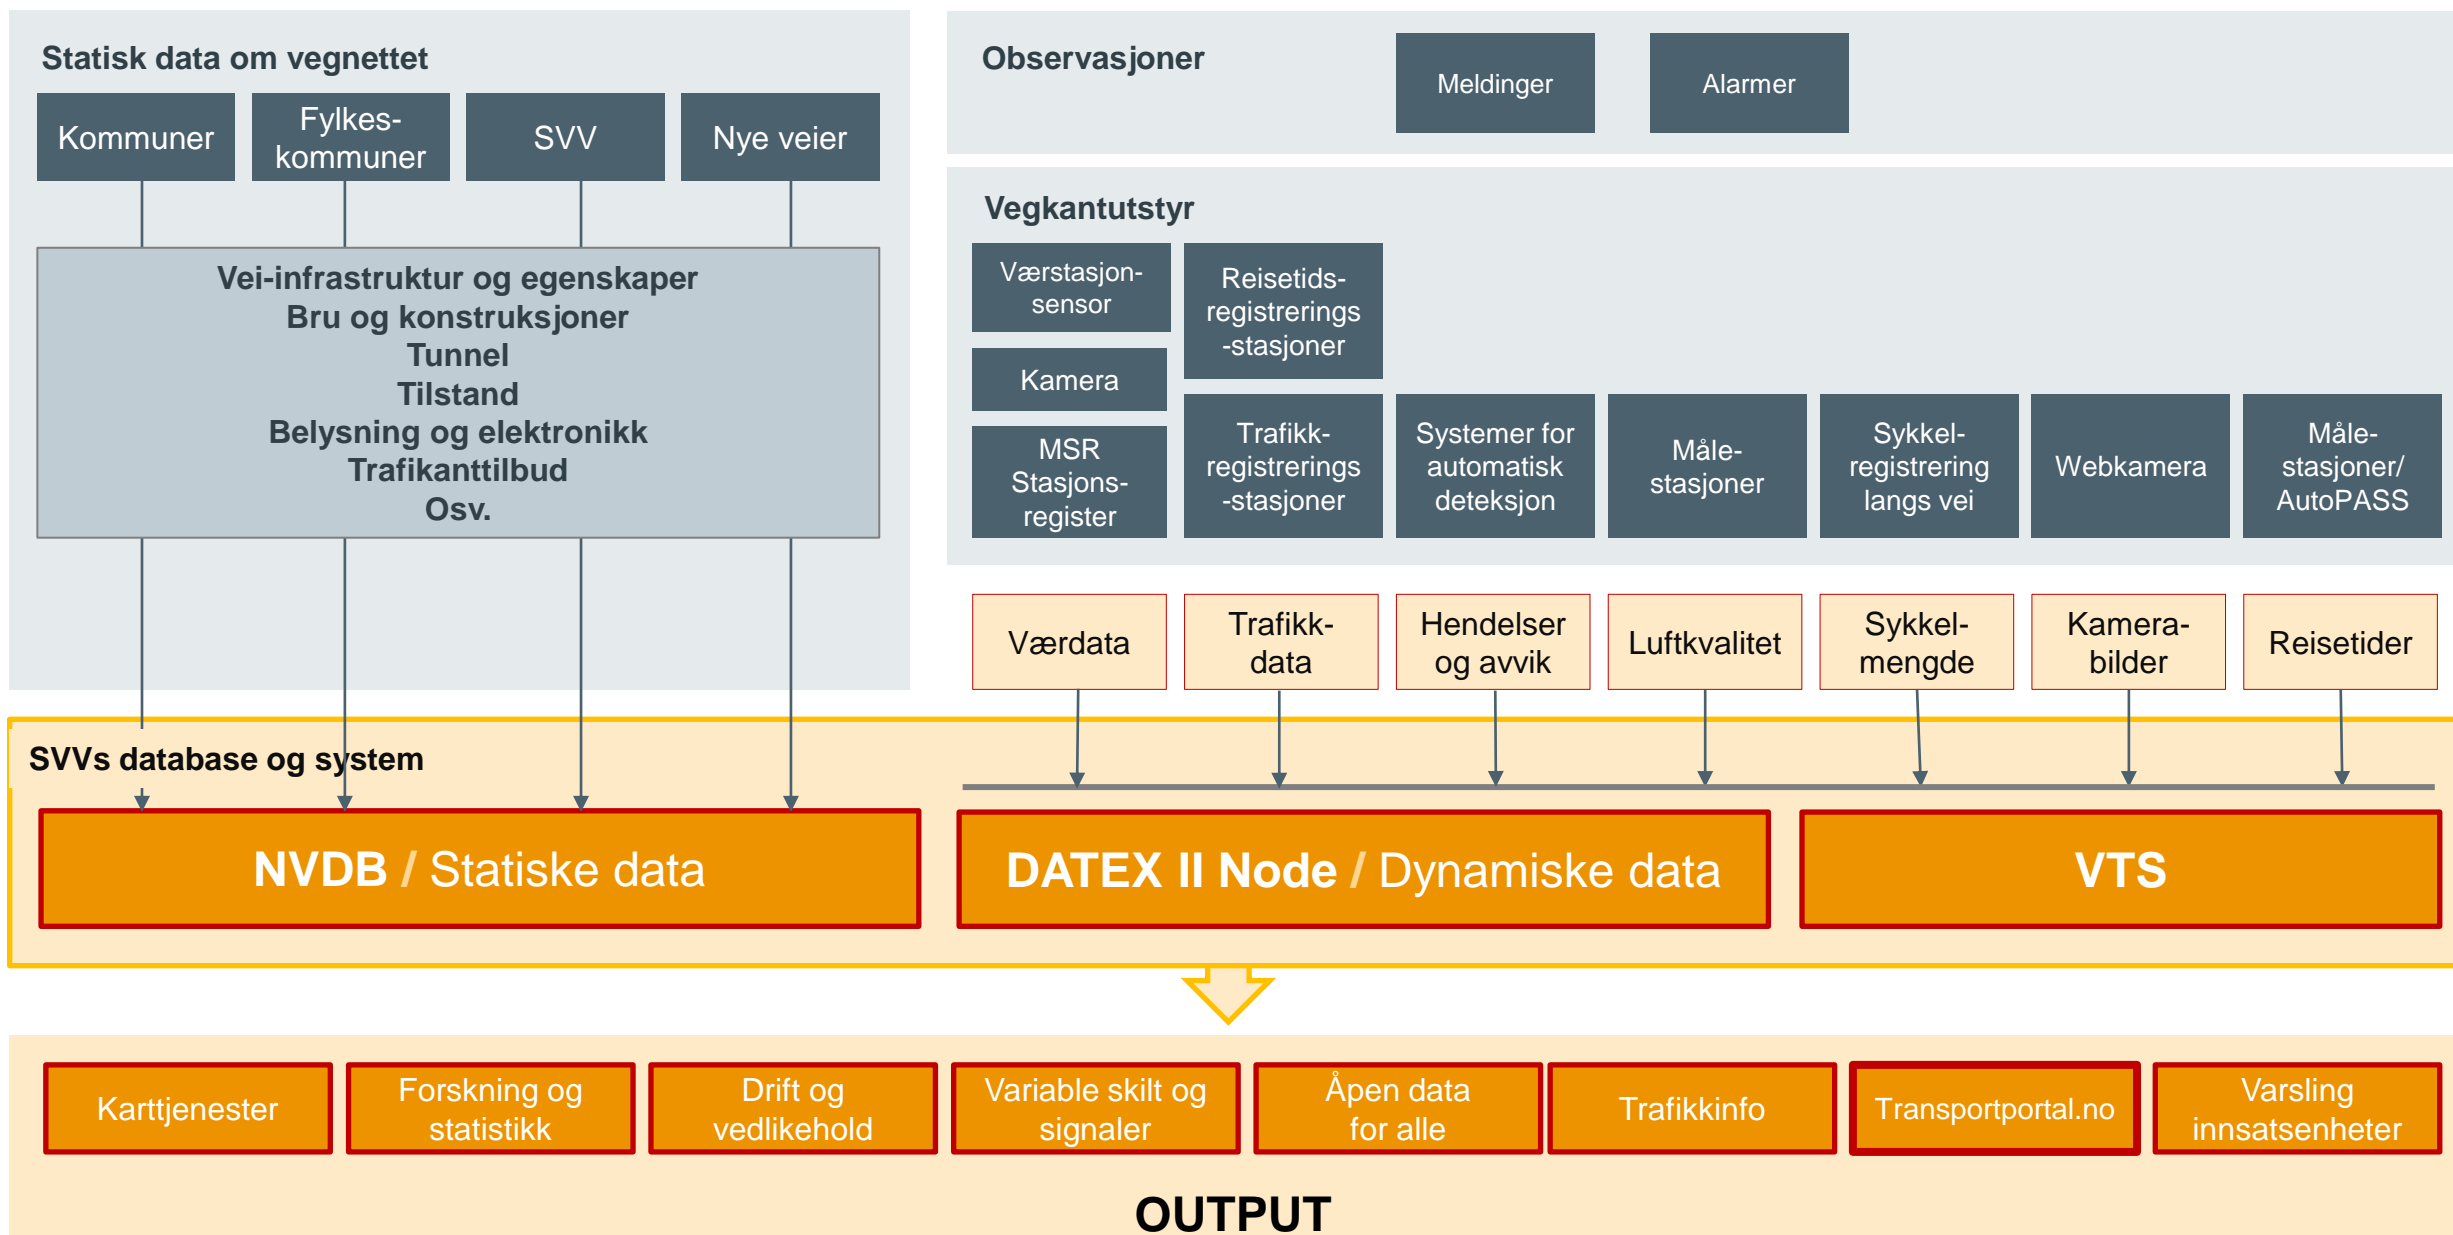 Statisk data om vegnettet
Kommuner
Fylkes-
kommuner
SVV
Nye veier
Vei-infrastruktur og egenskaper
Bru og konstruksjoner
Tunnel
Tilstand
Belysning og elektronikk
Trafikanttilbud
Osv.
Observasjoner
Meldinger
Alarmer
Vegkantutstyr
Værstasjon-
sensor
Kamera
MSR
Stasjons-
register
Reisetids-
registrerings
-stasjoner
Trafikk-
registrerings
-stasjoner
Systemer for
automatisk
deteksjon
Måle-
stasjoner
Sykkel-
registrering
langs vei
Webkamera
Måle-
stasjoner/
AutoPASS
Værdata
Trafikk-
data
Hendelser
og avvik
Luftkvalitet
Sykkel-
mengde
Kamera-
bilder
Reisetider
SVVs database og system
NVDB / Statiske data
DATEX II Node / Dynamiske data
VTS
Karttjenester
Forskning og
statistikk
Drift og
vedlikehold
Variable skilt og
signaler
Åpen data
for alle
Trafikkinfo
Transportportal.no
Varsling
innsatsenheter
OUTPUT